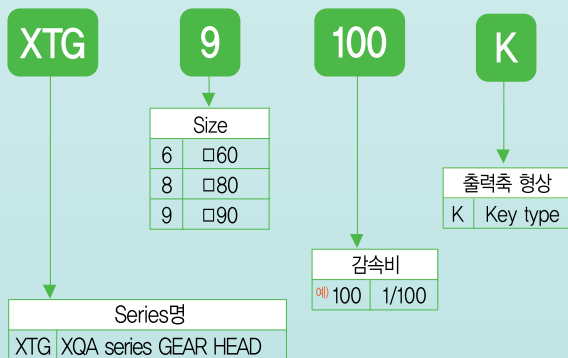 XTG 9 100 K
Size
6 □60
8 □80
9 □90
출력축 형상
K Key type
감속비
예) 100 1/100
Series명
XTG XQA series GEAR HEAD